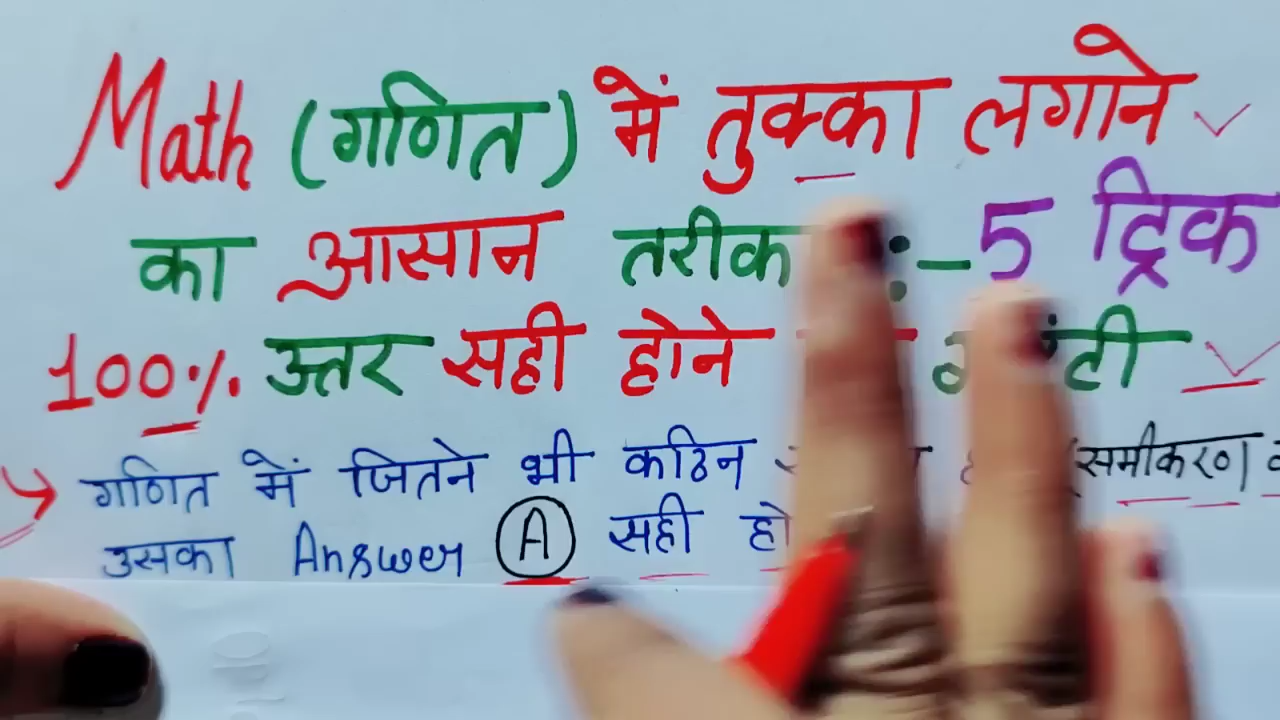 Math (गणित) में तुक्का लगाने
का आसान तरीक :- 5 ट्रिक
100% उत्तर सही होने
गणित में जितने भी कठिन (समीकरण)
उसका Answer A सही हो